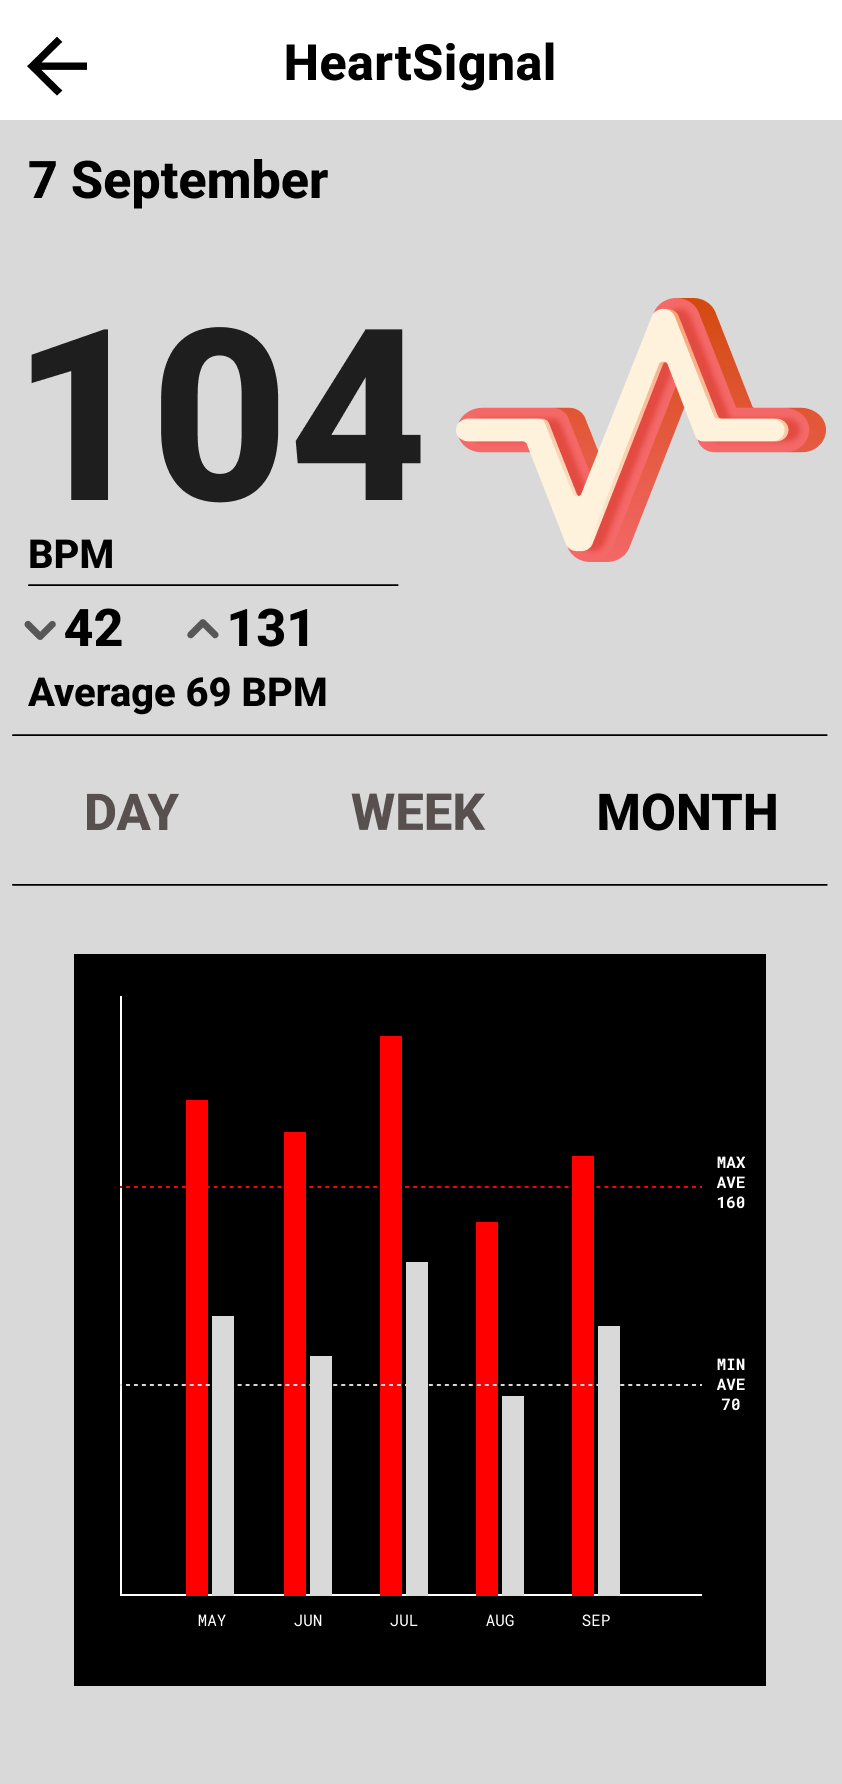 HeartSignal
7 September
104
BPM
42 131
Average 69 BPM
DAY WEEK MONTH
MAX
AVE
160
MIN
AVE
70
MAY JUN JUL AUG SEP